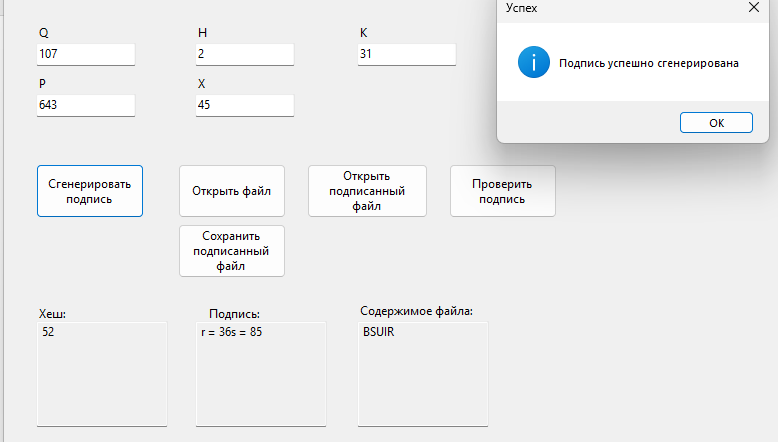 Успех
Подпись успешно сгенерирована
OK
Q
H
K
107
2
31
P
X
643
45
Сгенерировать
подпись
Открыть файл
Открыть
подписанный
файл
Проверить
подпись
Сохранить
подписанный
файл
Хеш:
Подпись:
Содержимое файла:
52
r = 36s = 85
BSUIR